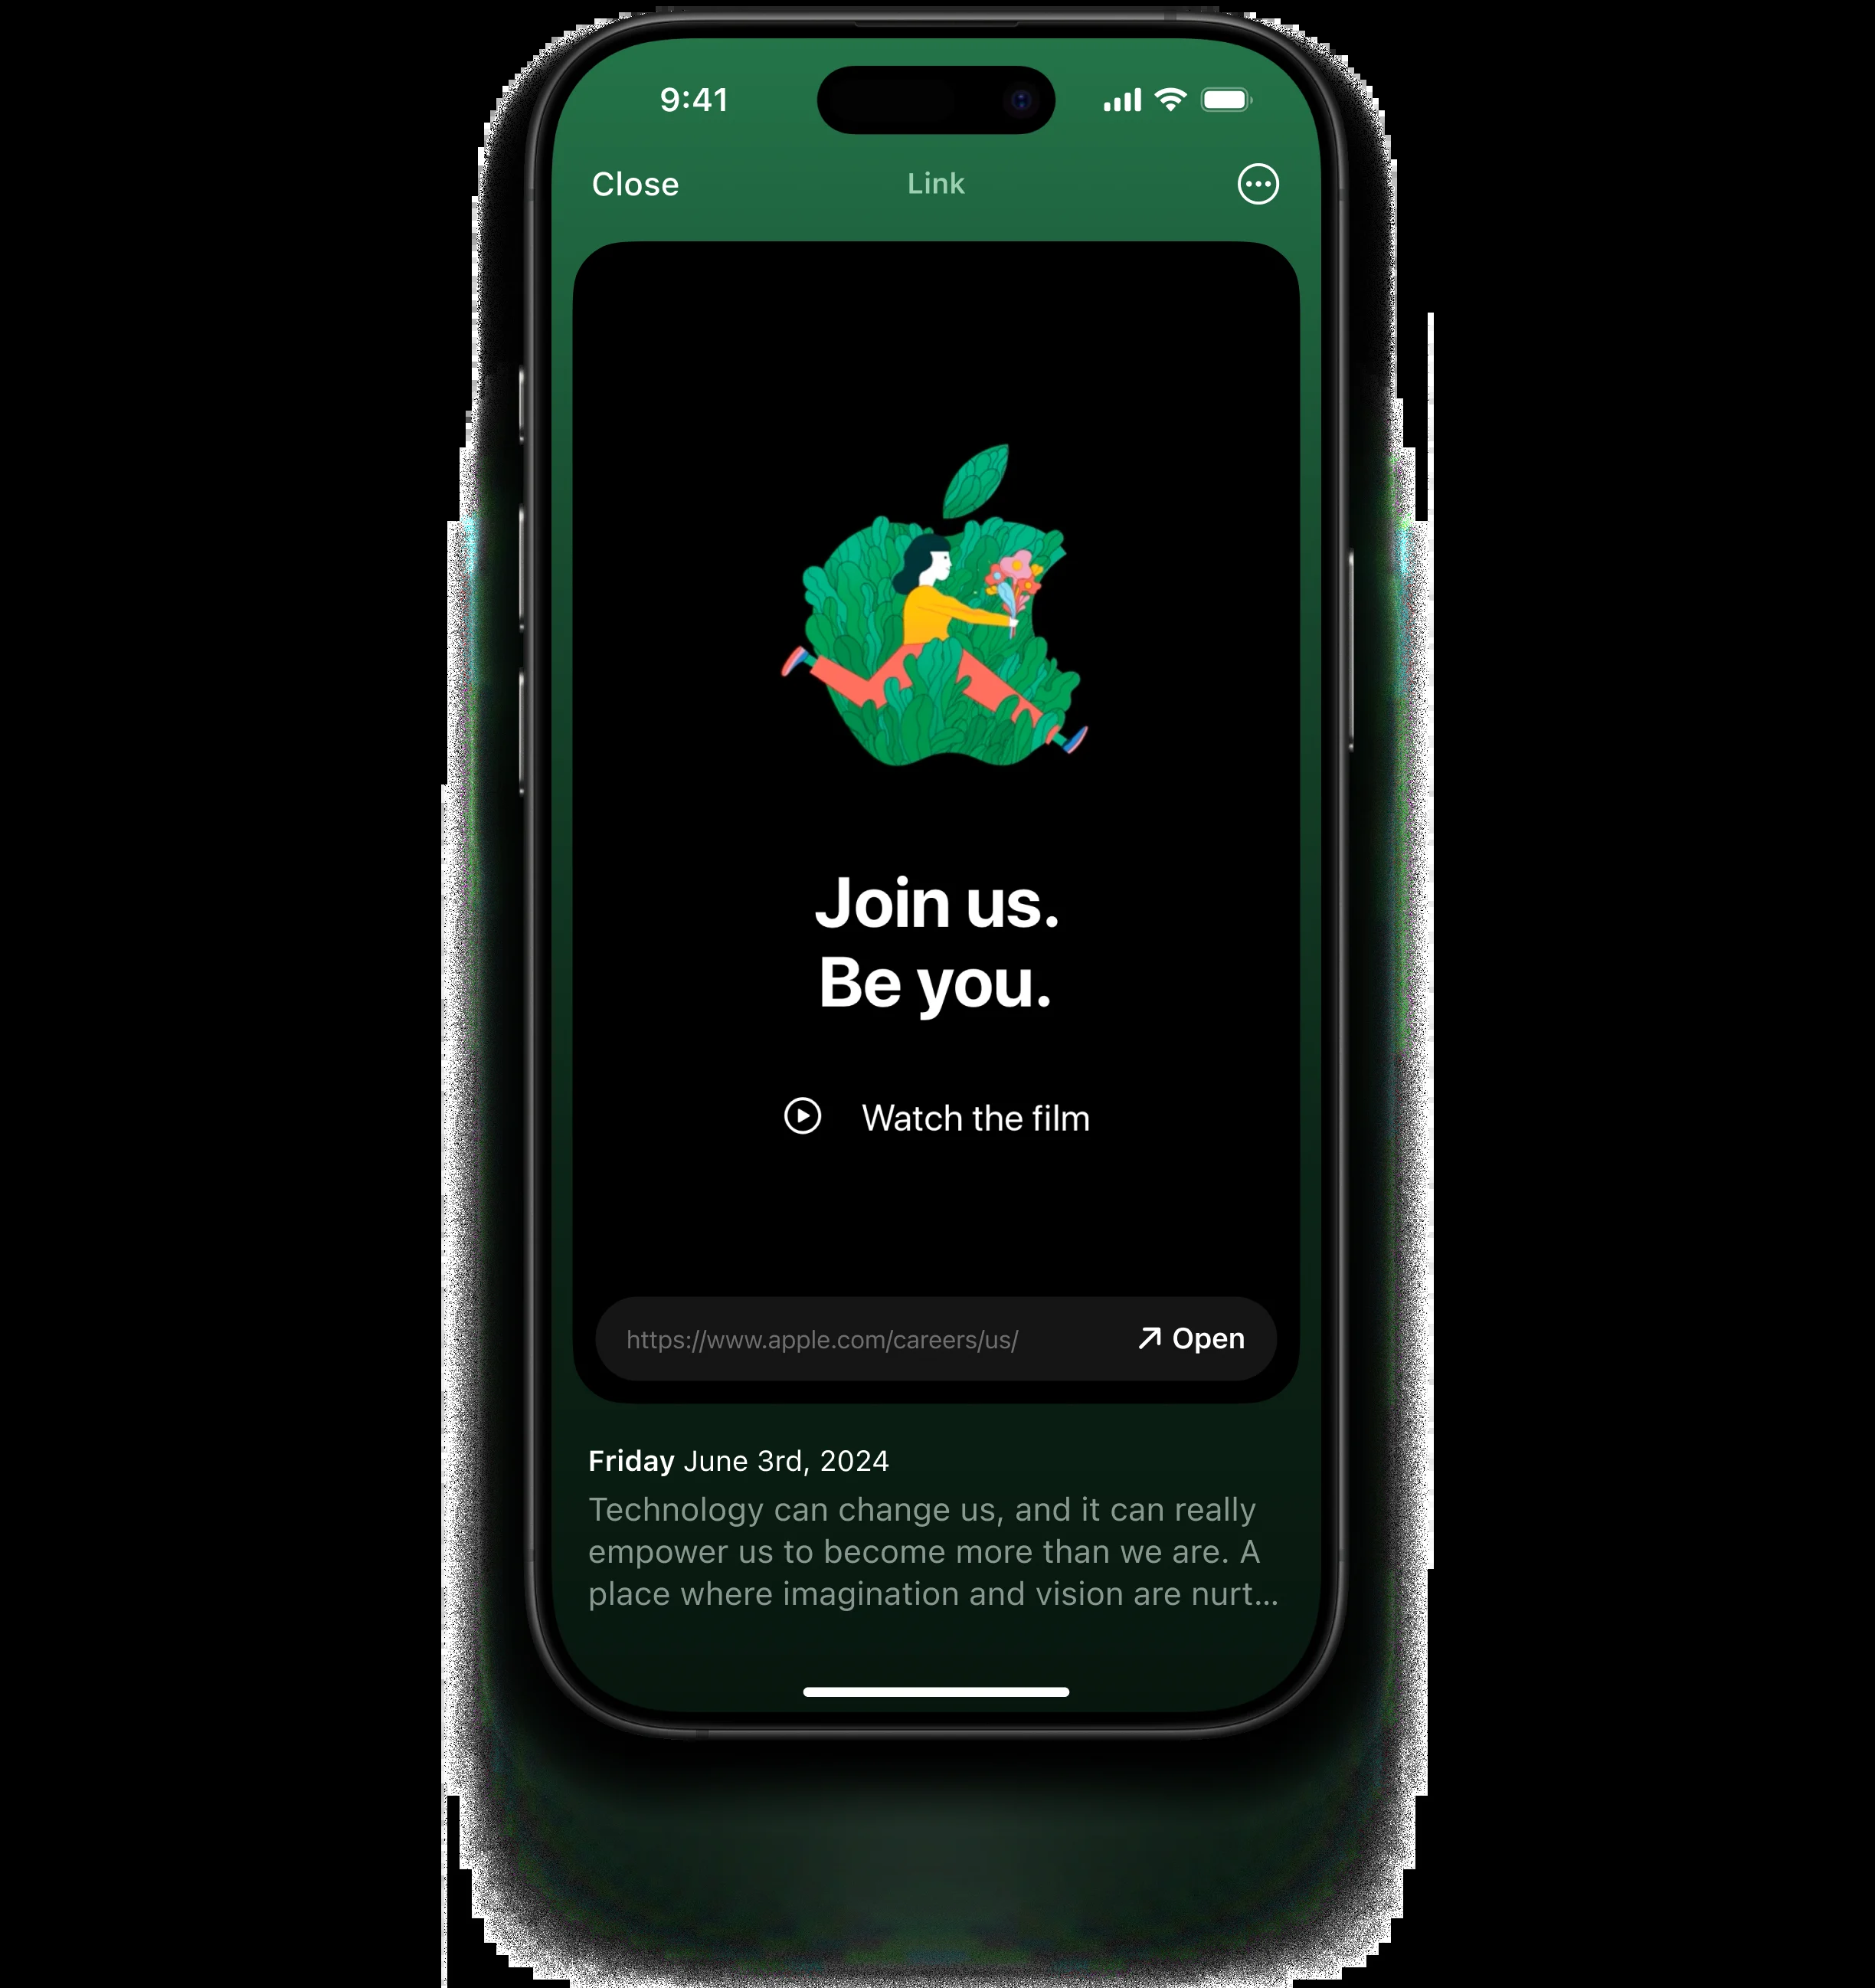 9:41
Close
Link
Join us.
Be you.
Watch the film
https://www.apple.com/careers/us/
Open
Friday June 3rd, 2024
Technology can change us, and it can really
empower us to become more than we are. A
place where imagination and vision are nurt...